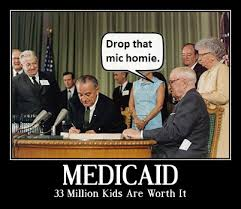 Drop that
mic homie.
MEDICAID
33 Million Kids Are Worth It